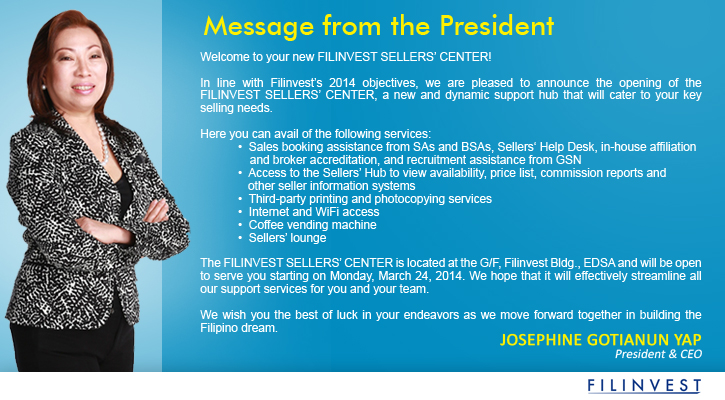 Message from the President
Welcome to your new FILINVEST SELLERS' CENTER!
In line with Filinvest's 2014 objectives, we are pleased to announce the opening of the
FILINVEST SELLERS' CENTER, a new and dynamic support hub that will cater to your key
selling needs.
Here you can avail of the following services:
• Sales booking assistance from SAs and BSAs, Sellers' Help Desk, in-house affiliation
and broker accreditation, and recruitment assistance from GSN
• Access to the Sellers' Hub to view availability, price list, commission reports and
other seller information systems
• Third-party printing and photocopying services
• Internet and WiFi access
• Coffee vending machine
• Sellers' lounge
The FILINVEST SELLERS' CENTER is located at the G/F, Filinvest Bldg., EDSA and will be open
to serve you starting on Monday, March 24, 2014. We hope that it will effectively streamline all
our support services for you and your team.
We wish you the best of luck in your endeavors as we move forward together in building the
Filipino dream.
JOSEPHINE GOTIANUN YAP
President & CEO
FILINVEST